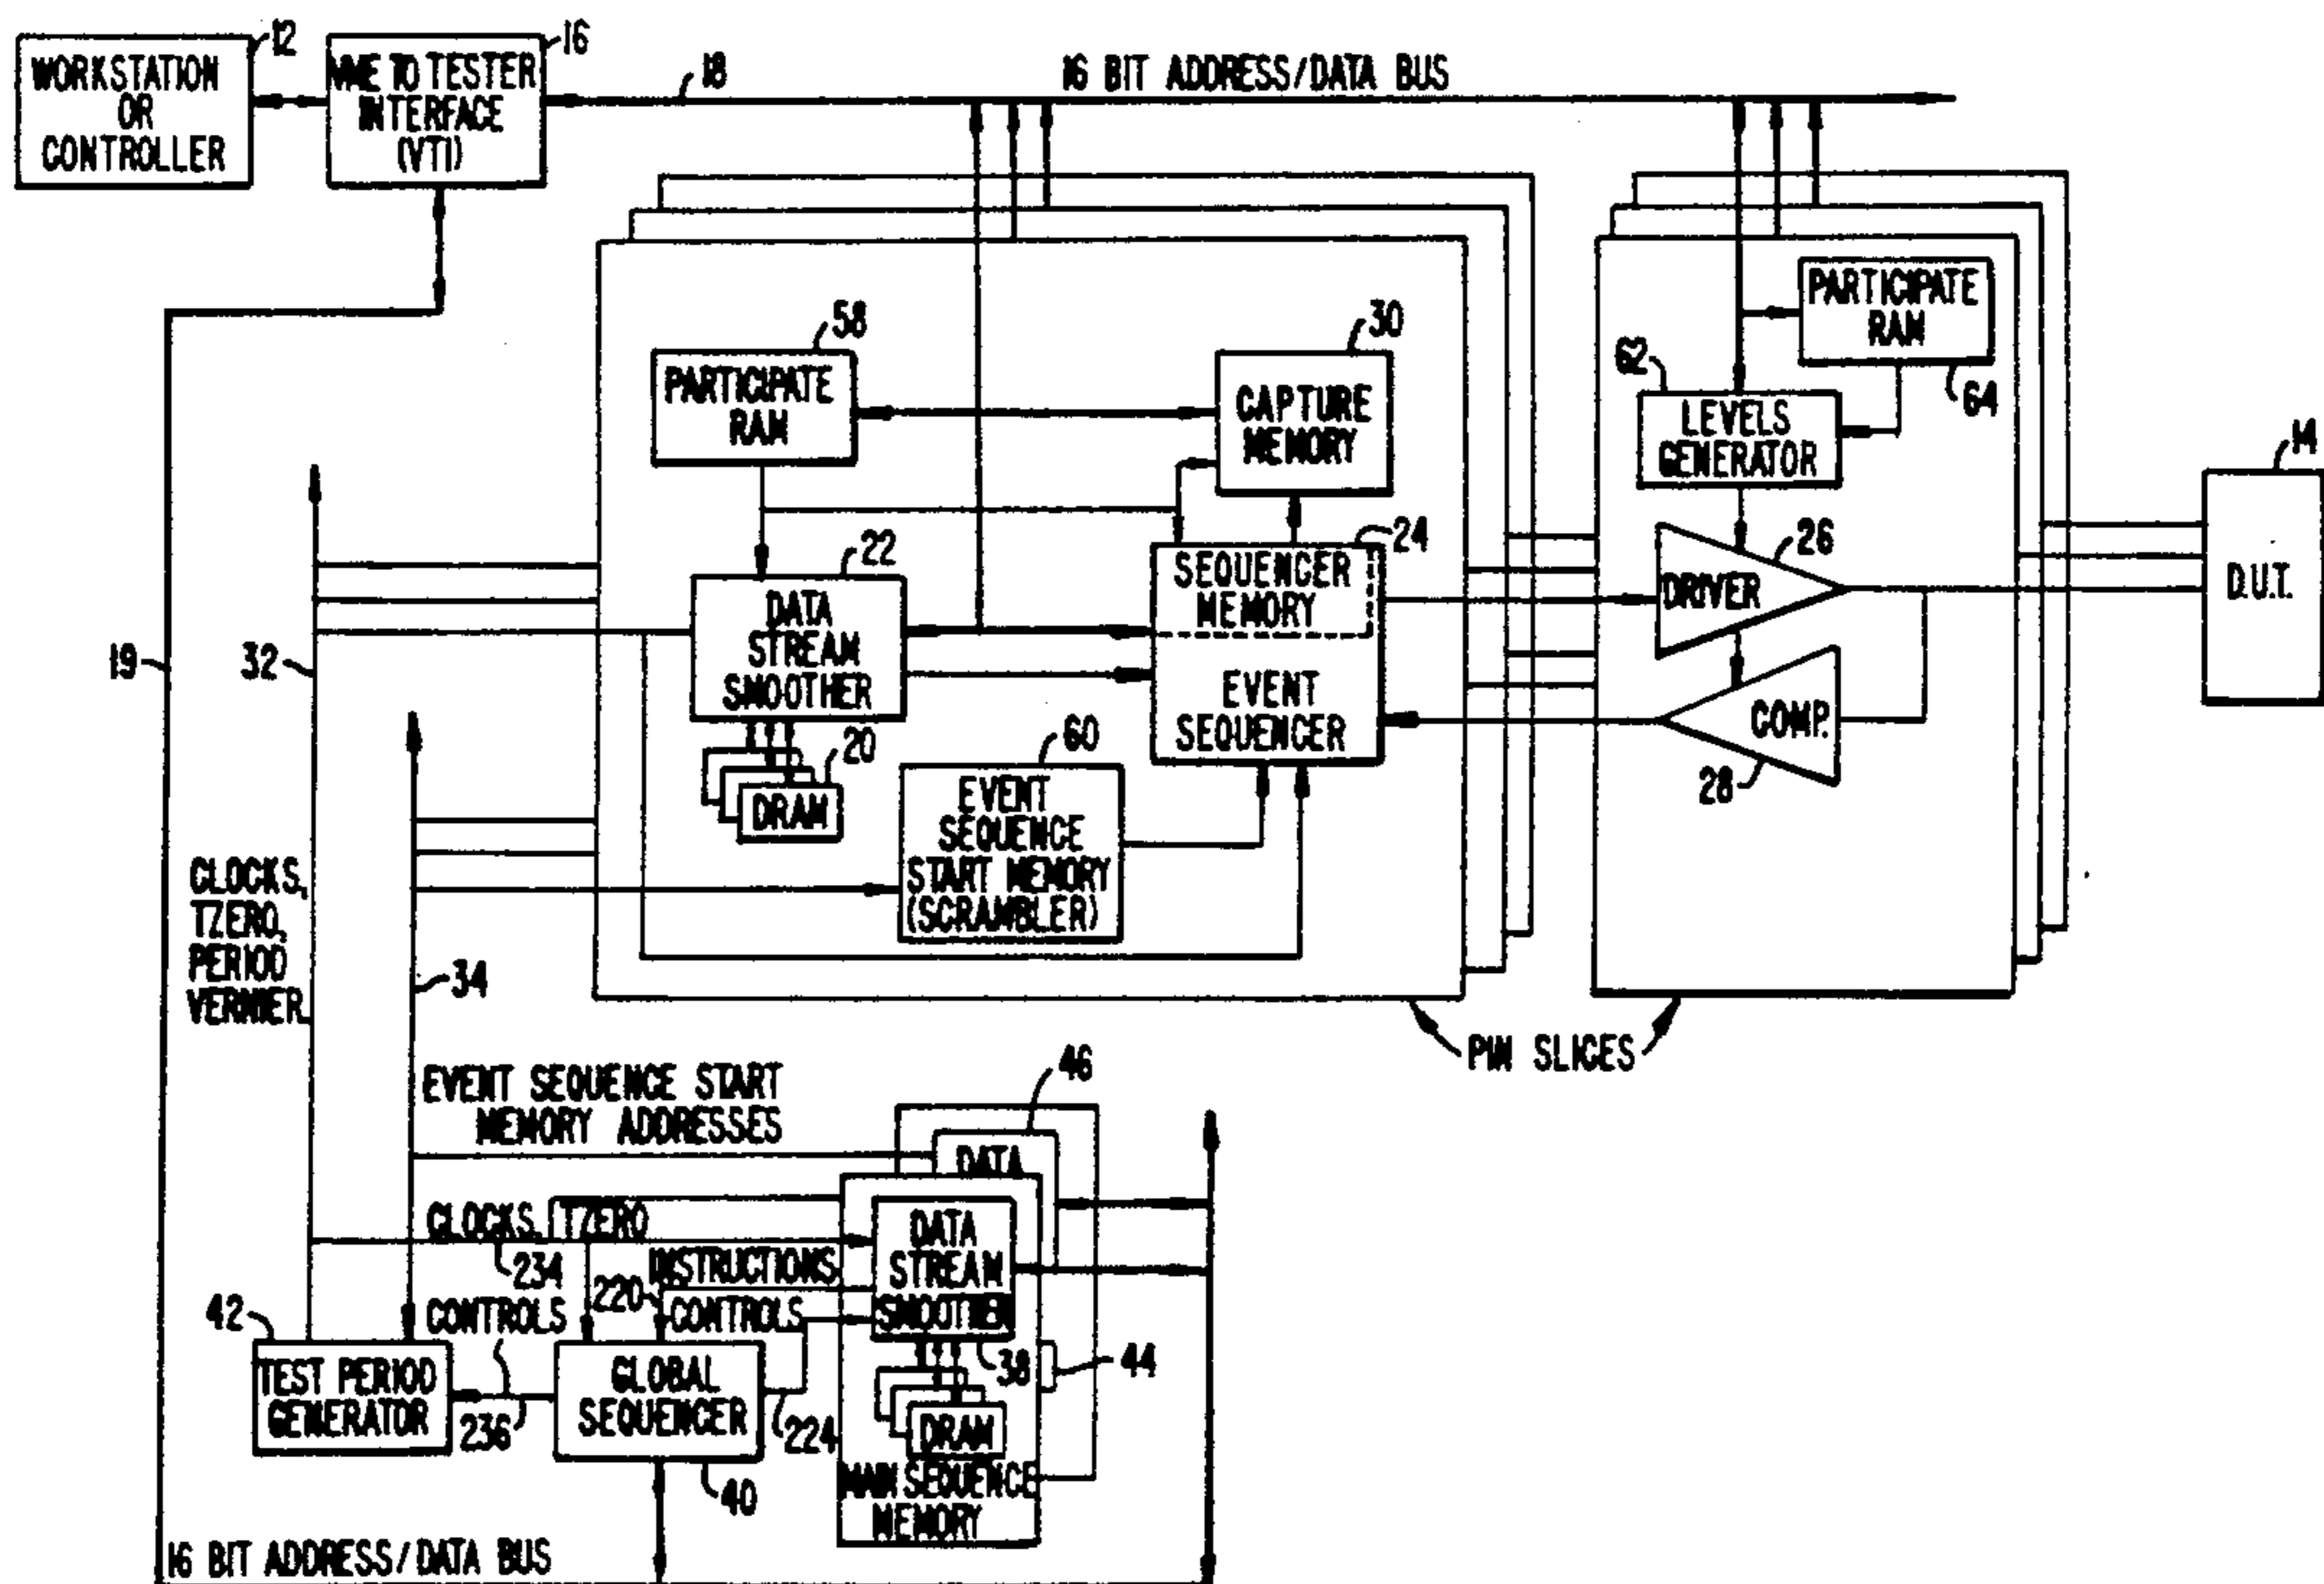 12
WORKSTATION
OR
CONTROLLER
16
VME TO TESTER
INTERFACE
(VTI)
18
16 BIT ADDRESS/DATA BUS
58
PARTICIPATE
RAM
30
CAPTURE
MEMORY
PARTICIPATE
RAM
64
62
LEVELS
GENERATOR
14
D.U.T.
22
DATA
STREAM
SMOOTHER
24
SEQUENCER
MEMORY
EVENT
SEQUENCER
26
DRIVER
COMP.
28
19
32
20
DRAM
60
EVENT
SEQUENCE
START MEMORY
(SCRAMBLER)
CLOCKS,
TZERO,
PERIOD
VERNIER
34
PIN SLICES
EVENT SEQUENCE START
MEMORY ADDRESSES
46
DATA
CLOCKS, TZERO
234
INSTRUCTIONS
220
CONTROLS
DATA
STREAM
SMOOTHER
38
44
42
CONTROLS
TEST PERIOD
GENERATOR
236
GLOBAL
SEQUENCER
224
40
DRAM
MAIN SEQUENCE
MEMORY
16 BIT ADDRESS/DATA BUS